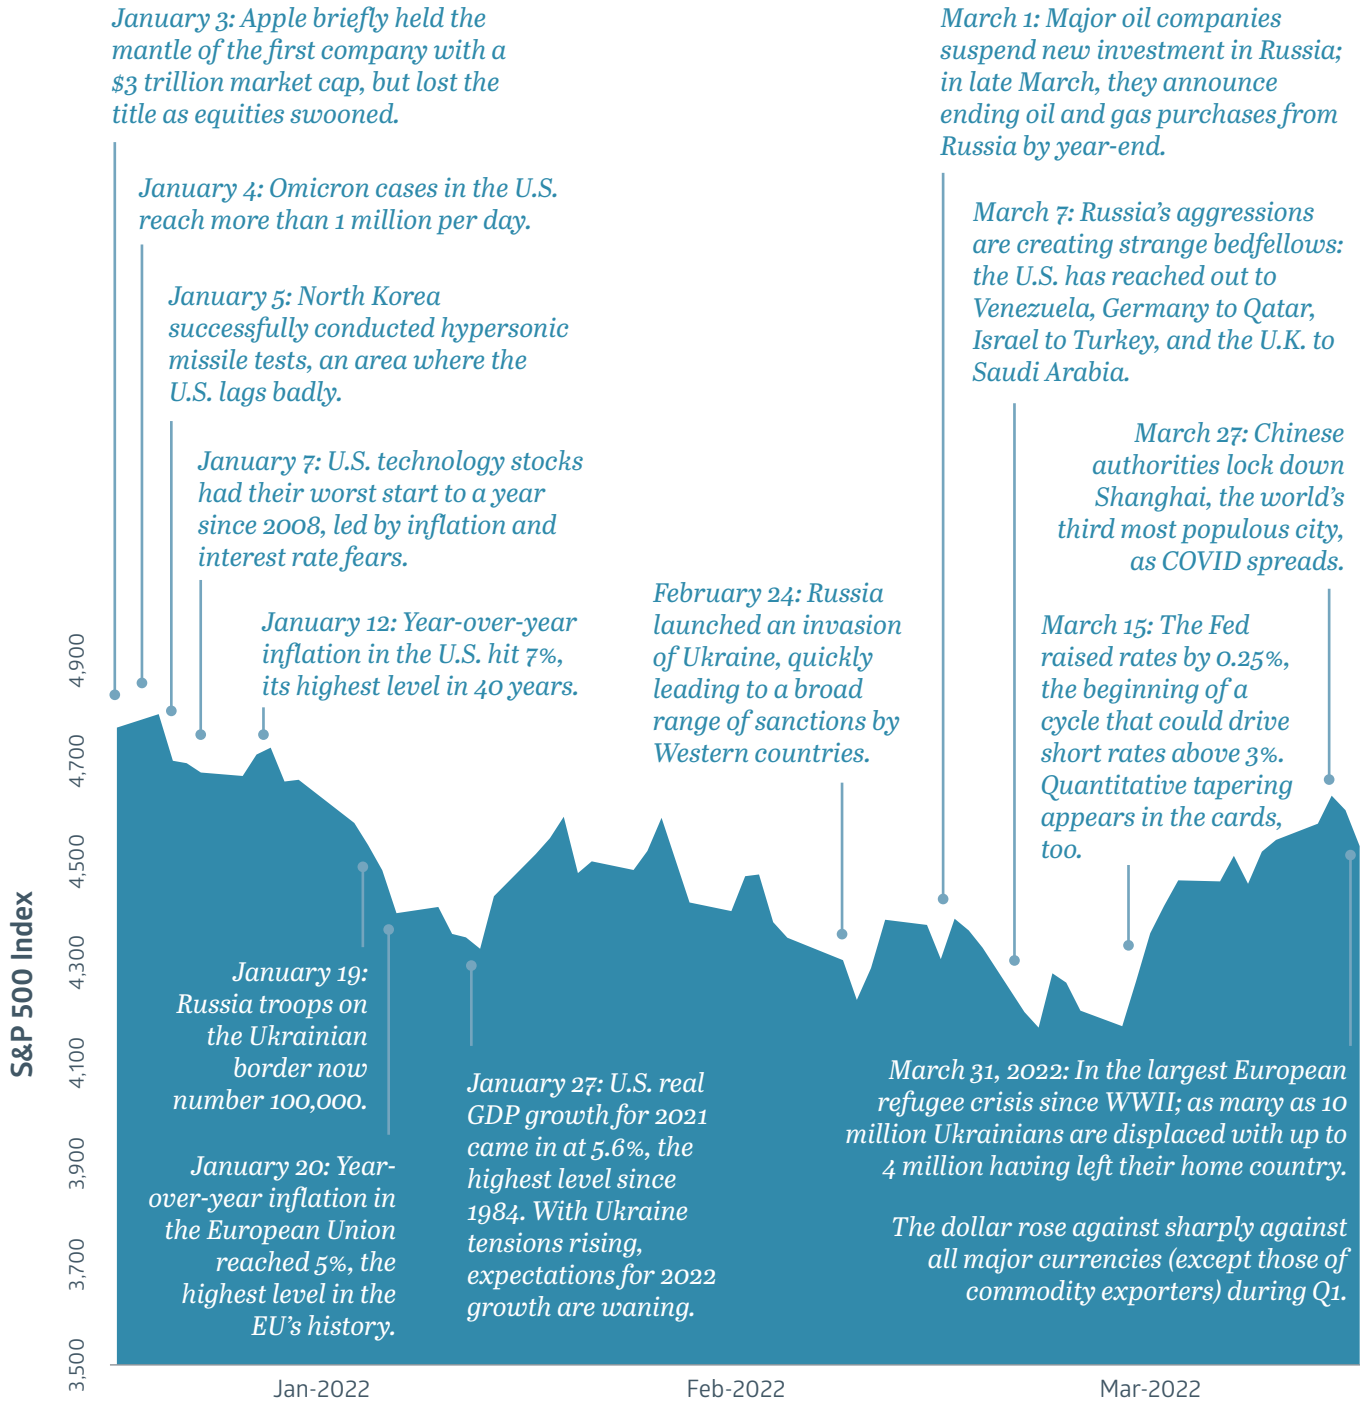 January 3: Apple briefly held the
mantle of the first company with a
$3 trillion market cap, but lost the
title as equities swooned.
January 4: Omicron cases in the U.S.
reach more than 1 million per day.
January 5: North Korea
successfully conducted hypersonic
missile tests, an area where the
U.S. lags badly.
January 7: U.S. technology stocks
had their worst start to a year
since 2008, led by inflation and
interest rate fears.
January 12: Year-over-year
inflation in the U.S. hit 7%,
its highest level in 40 years.
February 24: Russia
launched an invasion
of Ukraine, quickly
leading to a broad
range of sanctions by
Western countries.
March 1: Major oil companies
suspend new investment in Russia;
in late March, they announce
ending oil and gas purchases from
Russia by year-end.
March 7: Russia's aggressions
are creating strange bedfellows:
the U.S. has reached out to
Venezuela, Germany to Qatar,
Israel to Turkey, and the U.K. to
Saudi Arabia.
March 27: Chinese
authorities lock down
Shanghai, the world's
third most populous city,
as COVID spreads.
March 15: The Fed
raised rates by 0.25%,
the beginning of a
cycle that could drive
short rates above 3%.
Quantitative tapering
appears in the cards,
too.
January 19:
Russia troops on
the Ukrainian
border now
number 100,000.
January 20: Year-
over-year inflation in
the European Union
reached 5%, the
highest level in the
EU's history.
January 27: U.S. real
GDP growth for 2021
came in at 5.6%, the
highest level since
1984. With Ukraine
tensions rising,
expectations for 2022
growth are waning.
March 31, 2022: In the largest European
refugee crisis since WWII; as many as 10
million Ukrainians are displaced with up to
4 million having left their home country.
The dollar rose against sharply against
all major currencies (except those of
commodity exporters) during Q1.
S&P 500 Index
4,900
4,700
4,500
4,300
4,100
3,900
3,700
3,500
Jan-2022
Feb-2022
Mar-2022